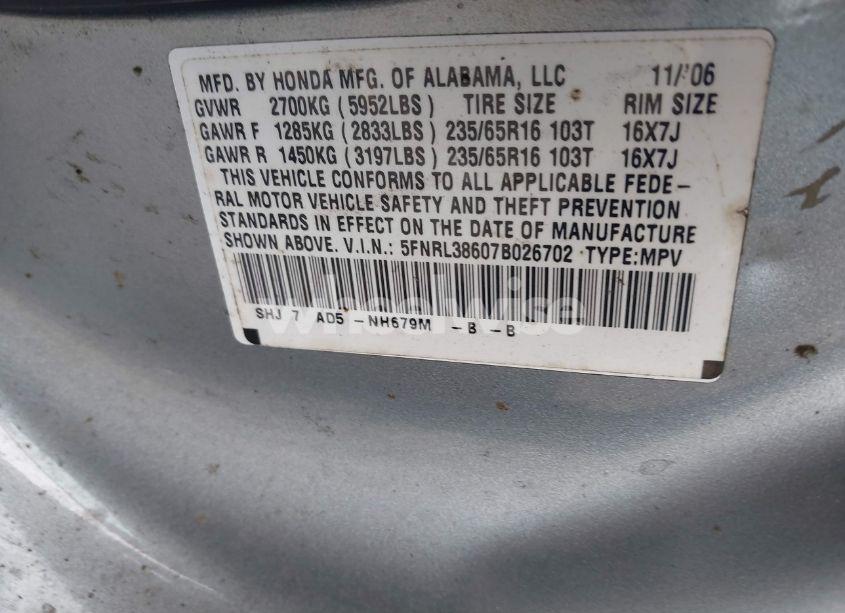 MFD. BY HONDA MFG. OF ALABAMA, LLC 11/06
GVWR 2700KG (5952LBS) TIRE SIZE RIM SIZE
GAWR F 1285KG (2833LBS) 235/65R16 103T 16X7J
GAWR R 1450KG (3197LBS) 235/65R16 103T 16X7J
THIS VEHICLE CONFORMS TO ALL APPLICABLE FEDE-
RAL MOTOR VEHICLE SAFETY AND THEFT PREVENTION
STANDARDS IN EFFECT ON THE DATE OF MANUFACTURE
SHOWN ABOVE. V.I.N.: 5FNRL38607B026702 TYPE:MPV
wheelwise
SHJ 7 AD5 -NH679M -B -B